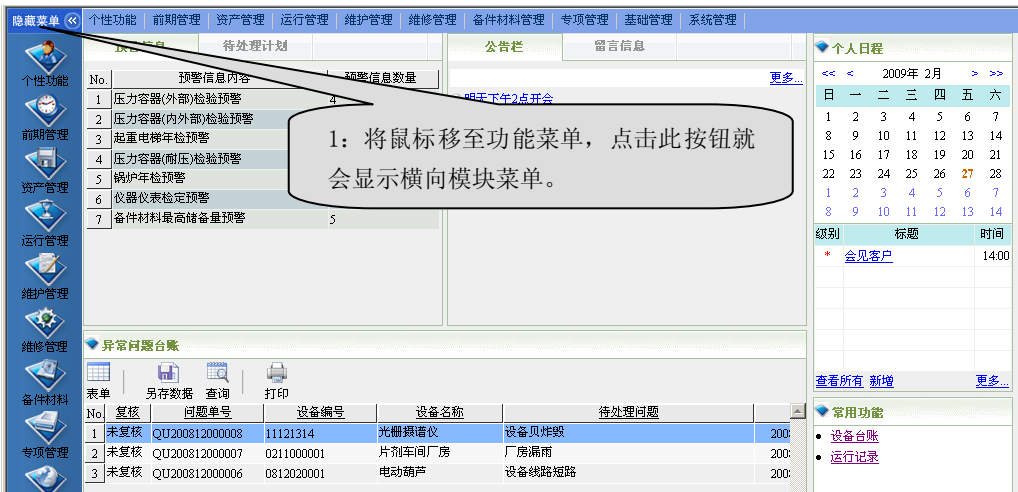 隐藏菜单 个性功能 前期管理 资产管理 运行管理 维护管理 维修管理 备件材料管理 专项管理 基础管理 系统管理
个性功能
前期管理
资产管理
运行管理
维护管理
维修管理
备件材料
专项管理
预警信息 待处理计划
No. 预警信息内容 预警信息数量
1 压力容器(外部)检验预警 4
2 压力容器(内外部)检验预警
3 起重电梯年检预警
4 压力容器(耐压)检验预警
5 锅炉年检预警
6 仪器仪表检定预警
7 备件材料最高储备量预警 5
公告栏 留言信息
更多...
明天下午2点开会
1：将鼠标移至功能菜单，点击此按钮就
会显示横向模块菜单。
个人日程
<< < 2009年 2月 > >>
日 一 二 三 四 五 六
1 2 3 4 5 6 7
8 9 10 11 12 13 14
15 16 17 18 19 20 21
22 23 24 25 26 27 28
1 2 3 4 5 6 7
8 9 10 11 12 13 14
级别 标题 时间
* 会见客户 14:00
查看所有 新增 更多...
异常问题台账
表单 另存数据 查询 打印
No. 复核 问题单号 设备编号 设备名称 待处理问题
1 未复核 QU200812000008 11121314 光栅摄谱仪 设备贝炸毁 200
2 未复核 QU200812000007 0211000001 片剂车间厂房 厂房漏雨 200
3 未复核 QU200812000006 0812020001 电动葫芦 设备线路短路 200
常用功能
设备台账
运行记录